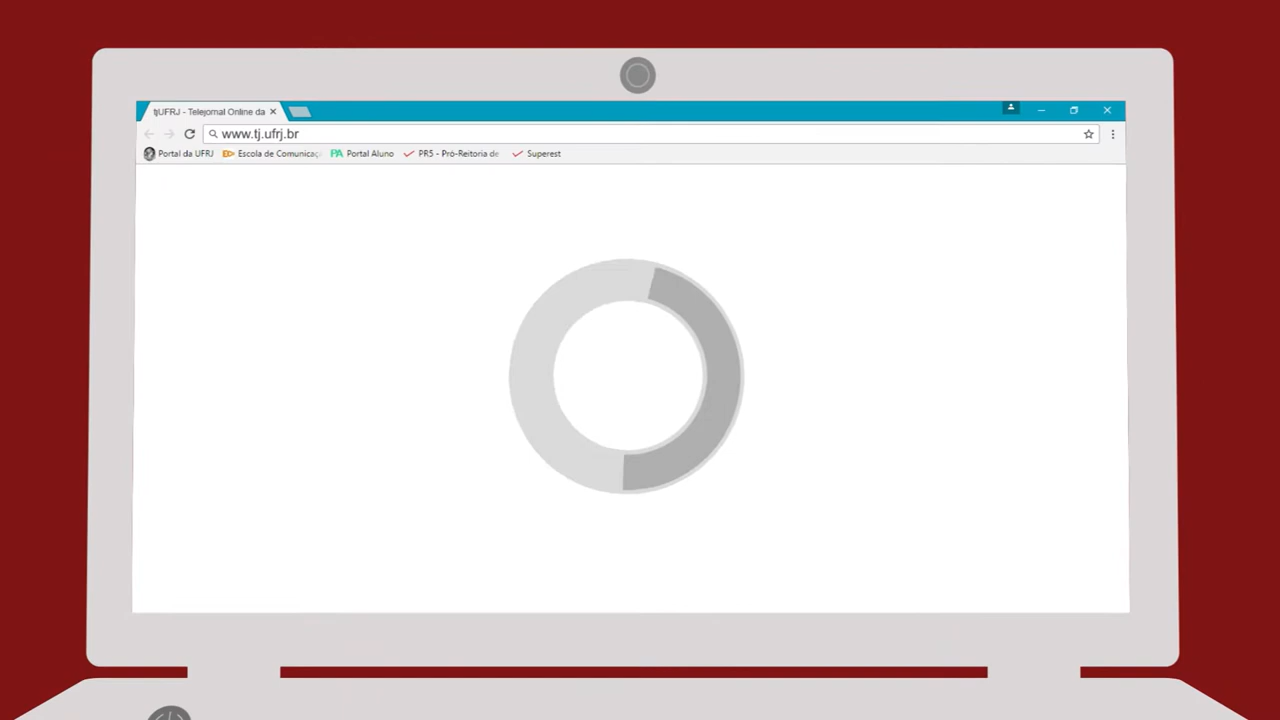 tjUFRJ - Telejornal Online da
www.tj.ufrj.br
Portal da UFRJ Escola de Comunicaç PA Portal Aluno PR5 - Pró-Reitoria de Superest